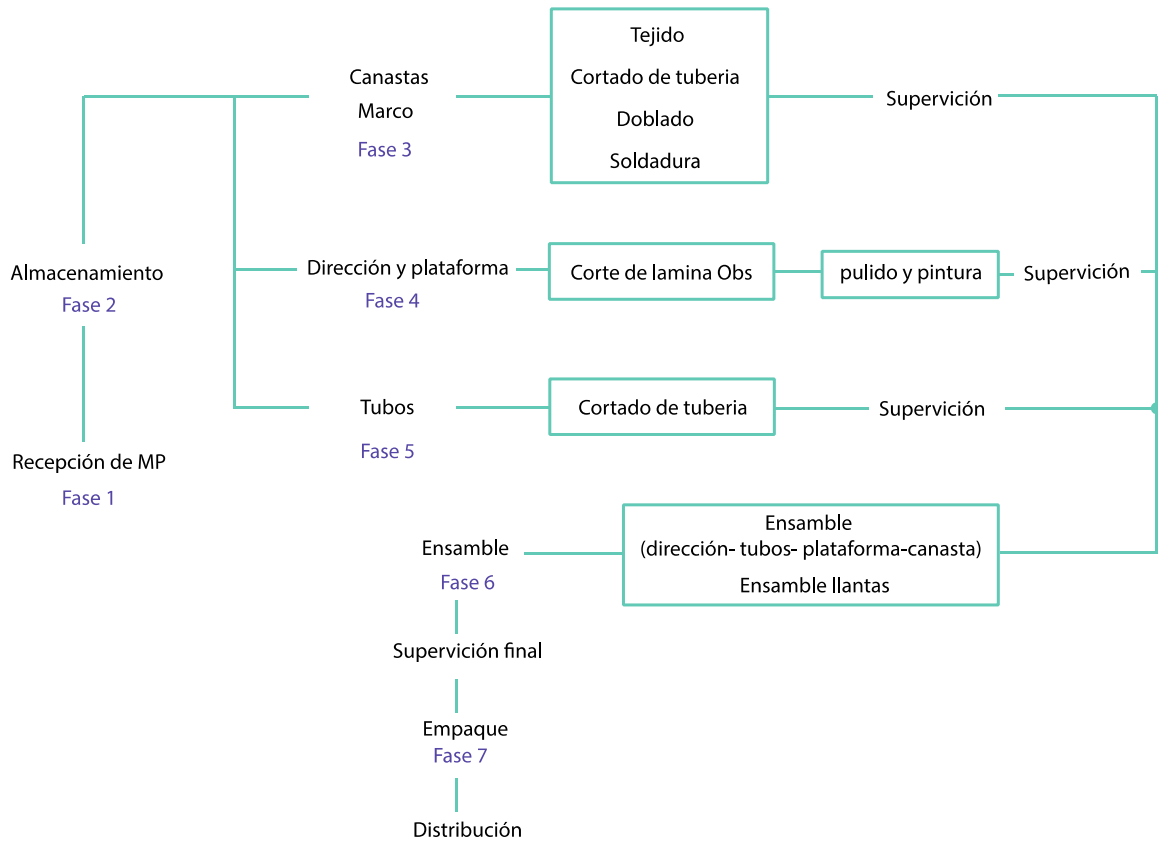 Tejido
Canastas
Cortado de tuberia
Marco
Supervición
Doblado
Fase 3
Soldadura
Almacenamiento
Fase 2
Dirección y plataforma
Fase 4
Corte de lamina Obs
pulido y pintura
Supervición
Tubos
Fase 5
Cortado de tuberia
Supervición
Recepción de MP
Fase 1
Ensamble
(dirección- tubos- plataforma-canasta)
Ensamble llantas
Ensamble
Fase 6
Supervición final
Empaque
Fase 7
Distribución